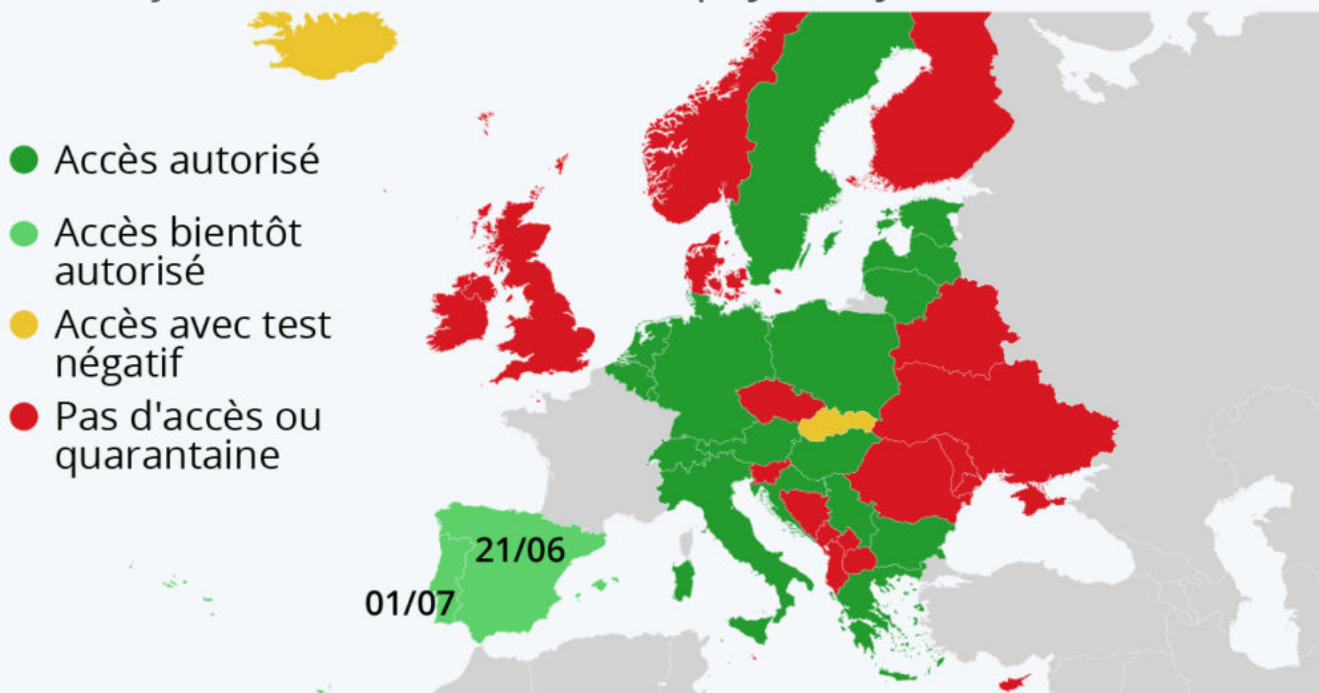 Accès autorisé
Accès bientôt
autorisé
Accès avec test
négatif
Pas d'accès ou
quarantaine
21/06
01/07